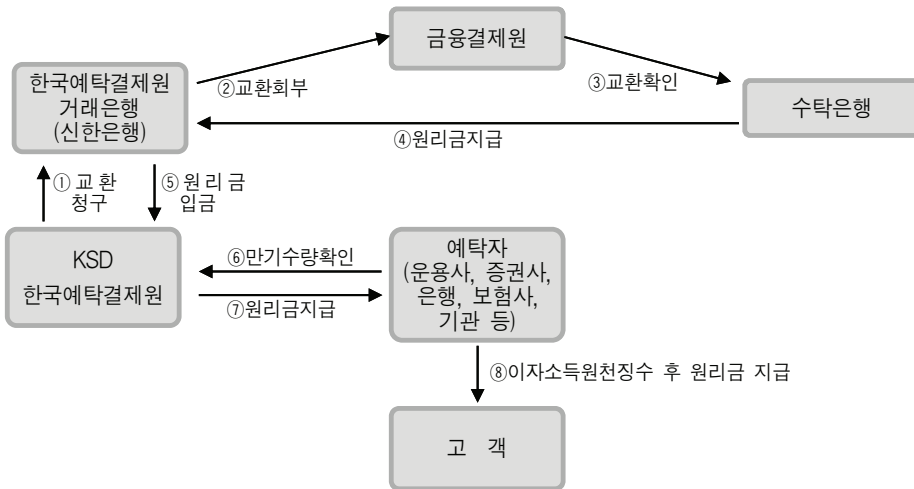 금융결제원
한국예탁결제원
거래은행
(신한은행)
②교환회부
③교환확인
수탁은행
④원리금지급
①교 환
청구
⑤원 리 금
입금
KSD
한국예탁결제원
⑥만기수량확인
⑦원리금지급
예탁자
(운용사, 증권사,
은행, 보험사,
기관 등)
⑧이자소득원천징수 후 원리금 지급
고 객